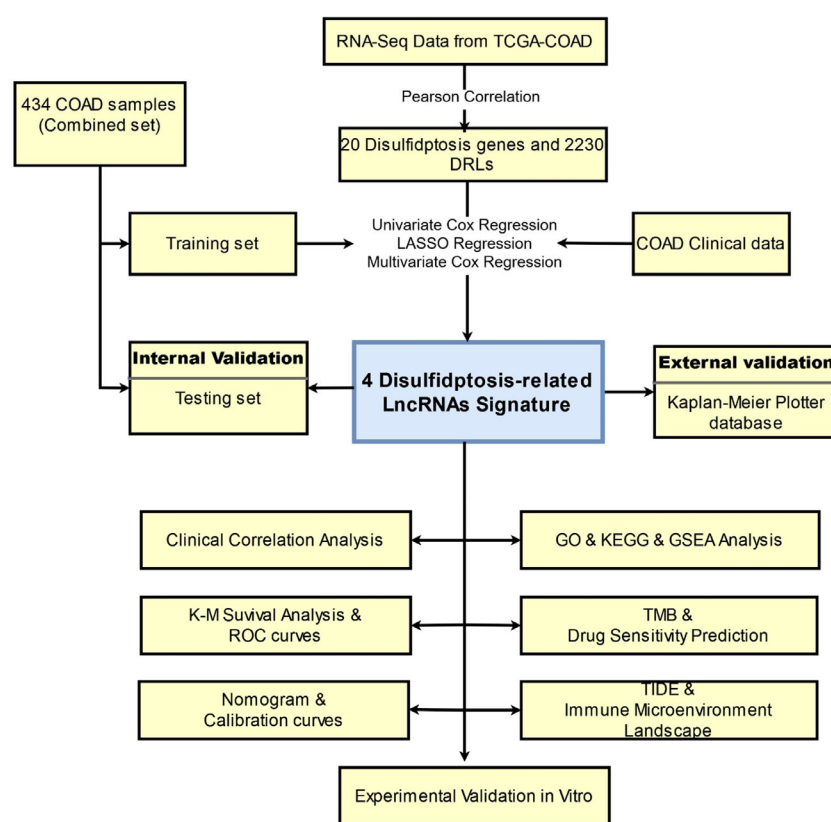 RNA-Seq Data from TCGA-COAD
434 COAD samples
(Combined set)
Pearson Correlation
20 Disulfidptosis genes and 2230
DRLs
Training set
Univariate Cox Regression
LASSO Regression
Multivariate Cox Regression
COAD Clinical data
Internal Validation
Testing set
4 Disulfidptosis-related
LncRNAs Signature
External validation
Kaplan-Meier Plotter
database
Clinical Correlation Analysis
GO & KEGG & GSEA Analysis
K-M Suvival Analysis &
ROC curves
TMB &
Drug Sensitivity Prediction
Nomogram &
Calibration curves
TIDE &
Immune Microenvironment
Landscape
Experimental Validation in Vitro